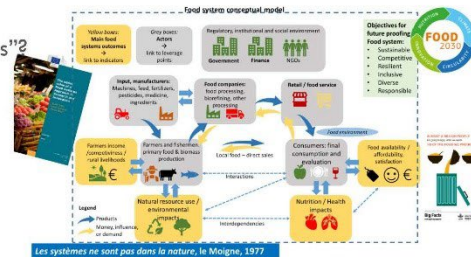 Food system conceptual model
s"?
Yellow boxes:
Main food
systems outcomes
→
link to indicators
Grey boxes:
Actors
→
link to leverage
points
Regulatory, institutional and social environment
Government
Finance
NGOs
Objectives for
future proofing
Food system:
• Sustainable
• Competitive
• Resilient
• Inclusive
• Diverse
• Responsible
FOOD
2030
Input, manufacturers:
Machines, feed, fertilizers,
pesticides, medicine,
ingredients
Food companies:
food processing,
biorefining, other
processing
Retail / food service
Food environment
Farmers income
/competitiveness /
rural livelihoods
Farmers and fishermen,
primary food & biomass
production
Local food – direct sales
Consumers: final
consumption and
evaluation
Food availability /
affordability,
satisfaction
Interactions
Natural resource use /
environmental
impacts
Nutrition / Health
impacts
Interdependencies
Legend
Products
Money, influence,
or demand
Big Facts
Les systèmes ne sont pas dans la nature, le Moigne, 1977